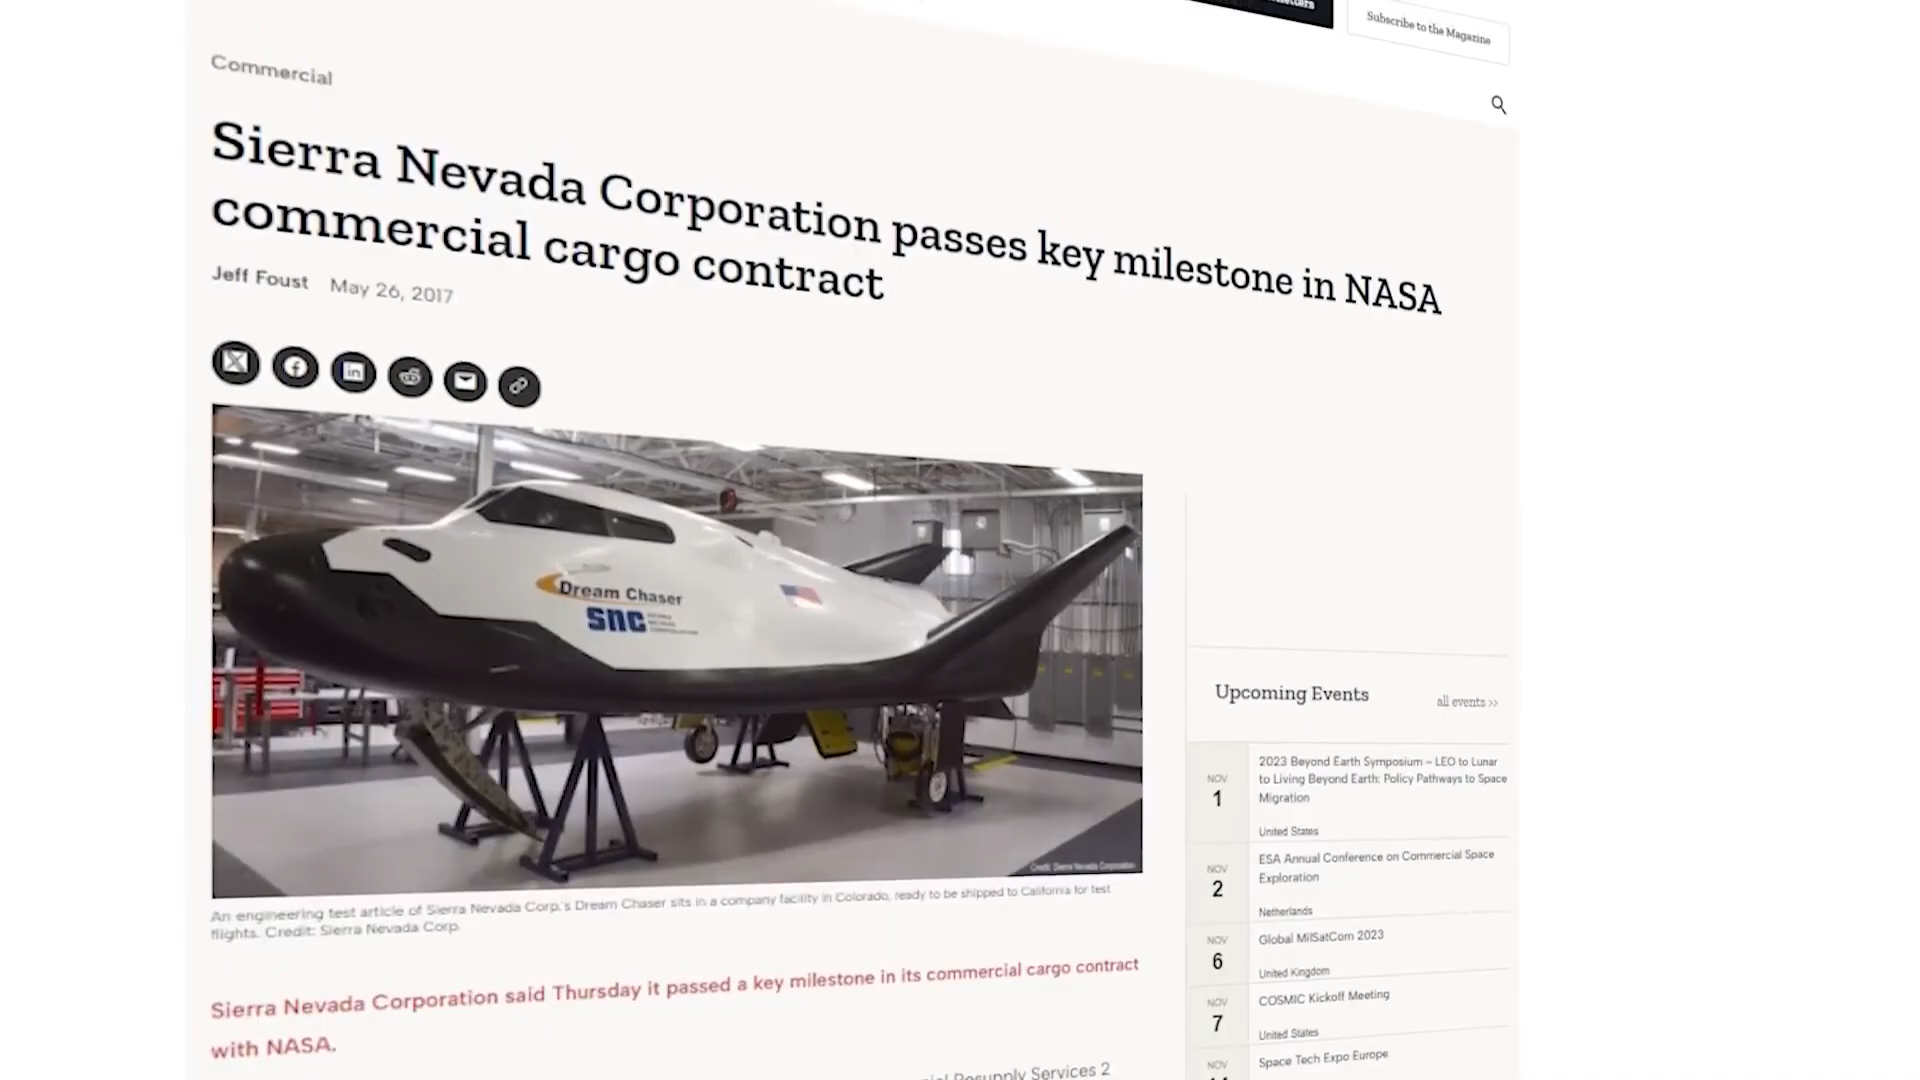 Subscribe to the Magazine
Commercial
Sierra Nevada Corporation passes key milestone in NASA
commercial cargo contract
Jeff Foust May 26, 2017
Dream Chaser
snc
Credit: Sierra Nevada Corporation
An engineering test article of Sierra Nevada Corp.'s Dream Chaser sits in a company facility in Colorado, ready to be shipped to California for test
flights. Credit: Sierra Nevada Corp.
Sierra Nevada Corporation said Thursday it passed a key milestone in its commercial cargo contract
with NASA.
Resupply Services 2
Upcoming Events
all events >>
NOV
1
2023 Beyond Earth Symposium – LEO to Lunar
to Living Beyond Earth: Policy Pathways to Space
Migration
United States
NOV
2
ESA Annual Conference on Commercial Space
Exploration
Netherlands
NOV
6
Global MilSatCom 2023
United Kingdom
NOV
7
COSMIC Kickoff Meeting
United States
NOV
Space Tech Expo Europe